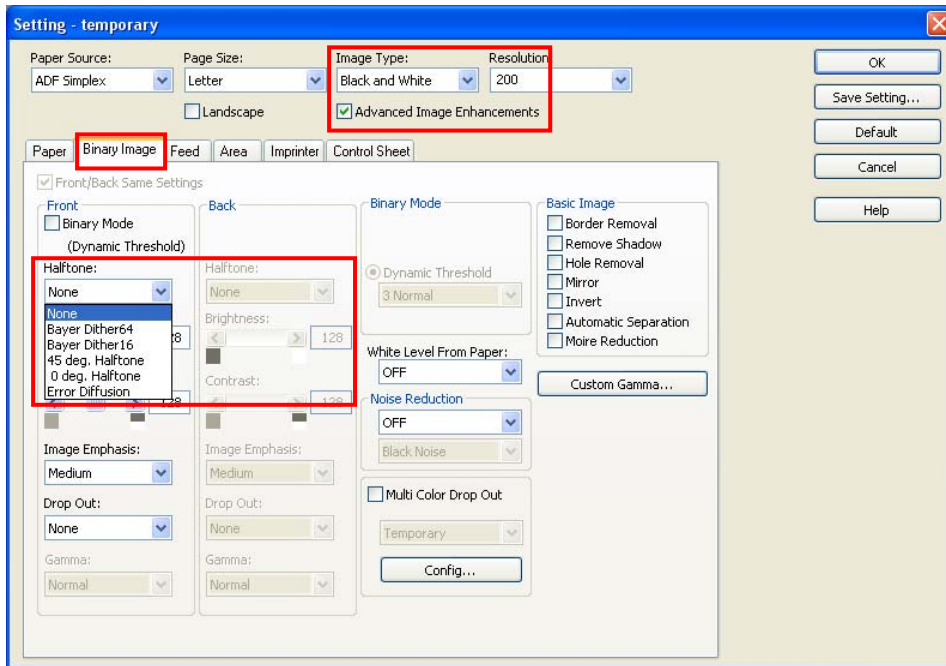 Setting - temporary
Paper Source: Page Size: Image Type: Resolution
ADF Simplex Letter Black and White 200
Landscape Advanced Image Enhancements
OK
Save Setting...
Default
Cancel
Help
Paper Binary Image Feed Area Imprinter Control Sheet
Front/Back Same Settings
Front
Binary Mode
(Dynamic Threshold)
Halftone:
None
None
Bayer Dither64
Bayer Dither16
45 deg. Halftone
0 deg. Halftone
Error Diffusion
128
Image Emphasis:
Medium
Drop Out:
None
Gamma:
Normal
Back
Halftone:
None
Brightness:
128
Contrast:
128
Image Emphasis:
Medium
Drop Out:
None
Gamma:
Normal
Binary Mode
Dynamic Threshold
3 Normal
White Level From Paper:
OFF
Noise Reduction
OFF
Black Noise
Multi Color Drop Out
Temporary
Config...
Basic Image
Border Removal
Remove Shadow
Hole Removal
Mirror
Invert
Automatic Separation
Moire Reduction
Custom Gamma...